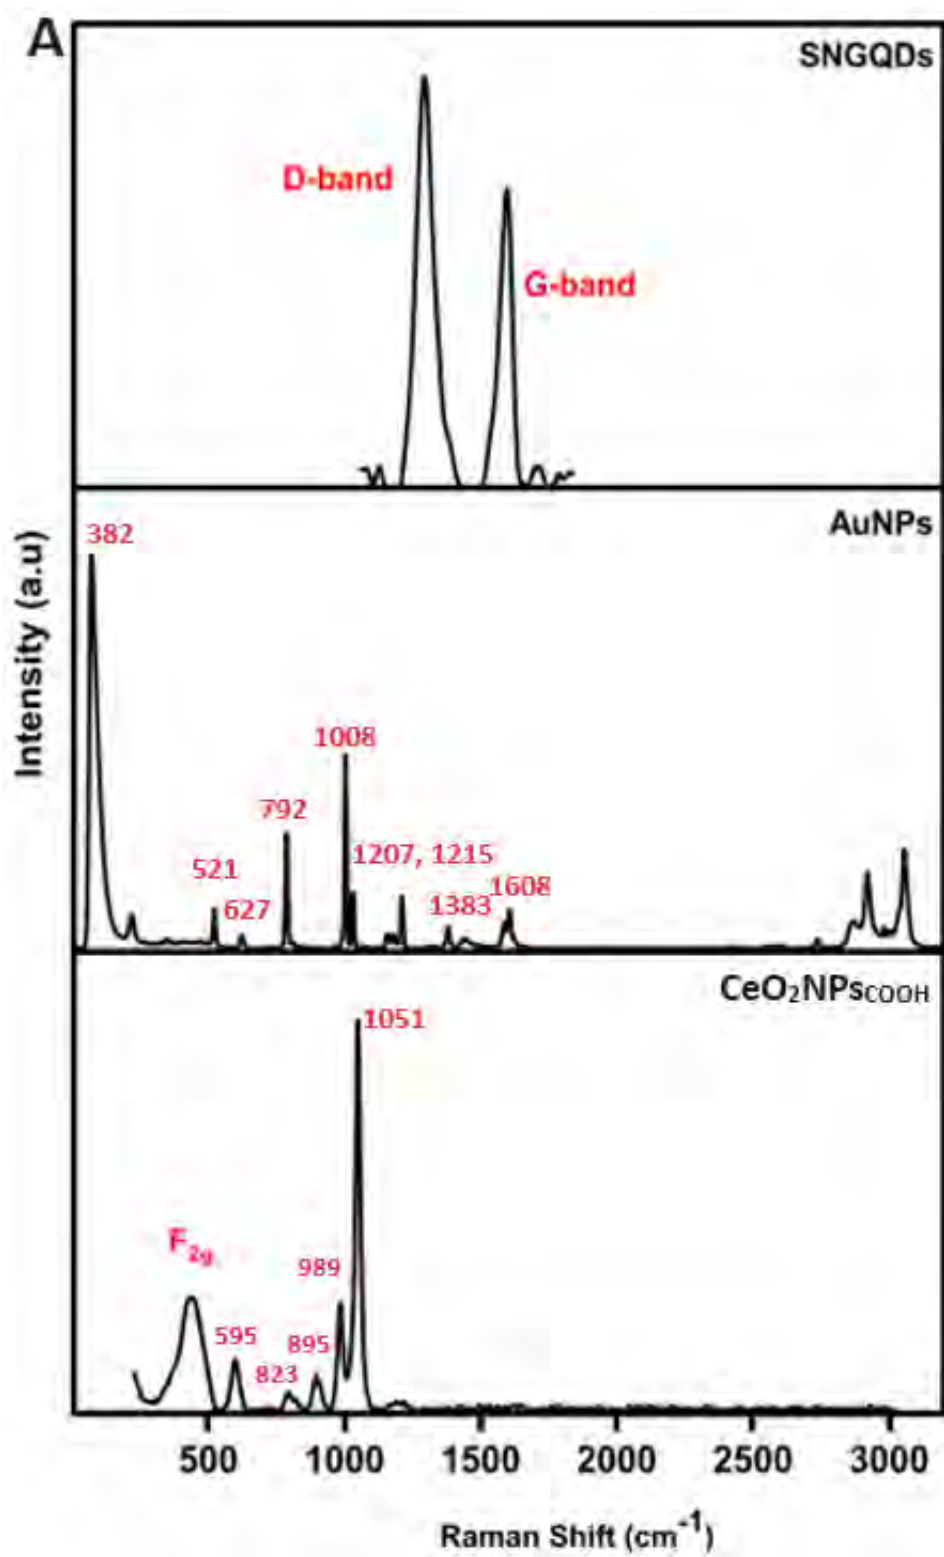 A
SNGQDs
D-band
G-band
382
AuNPs
1008
792
521
1207, 1215
627
1383
1608
CeO₂NPsCOOH
1051
F₂g
989
595
895
823
500 1000 1500 2000 2500 3000
Raman Shift (cm⁻¹)
Intensity (a.u)